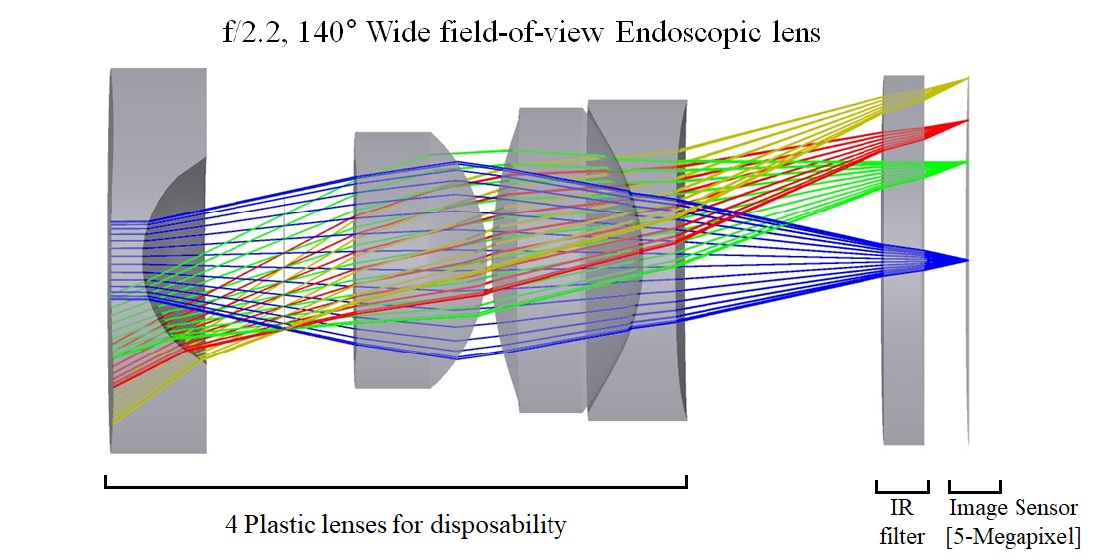 f/2.2, 140° Wide field-of-view Endoscopic lens
4 Plastic lenses for disposability
IR
filter
Image Sensor
[5-Megapixel]